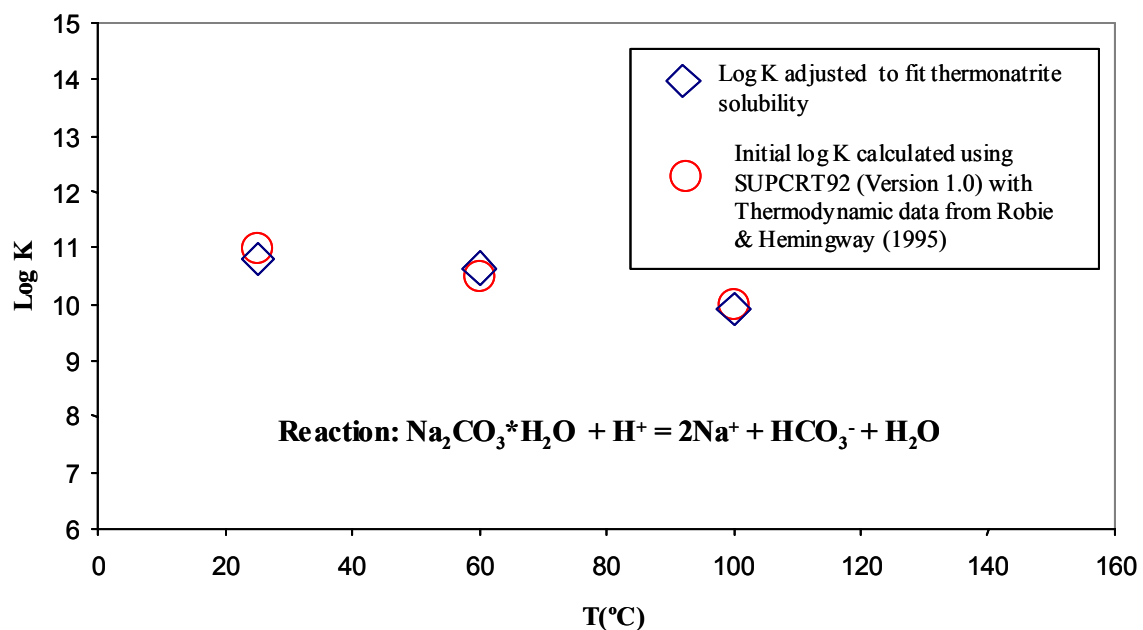 15
14
13
12
11
10
9
8
7
6
Log K
Log K adjusted to fit thermonatrite
solubility
Initial log K calculated using
SUPCRT92 (Version 1.0) with
Thermodynamic data from Robie
& Hemingway (1995)
Reaction: Na₂CO₃*H₂O + H⁺ = 2Na⁺ + HCO₃⁻ + H₂O
0 20 40 60 80 100 120 140 160
T(ºC)